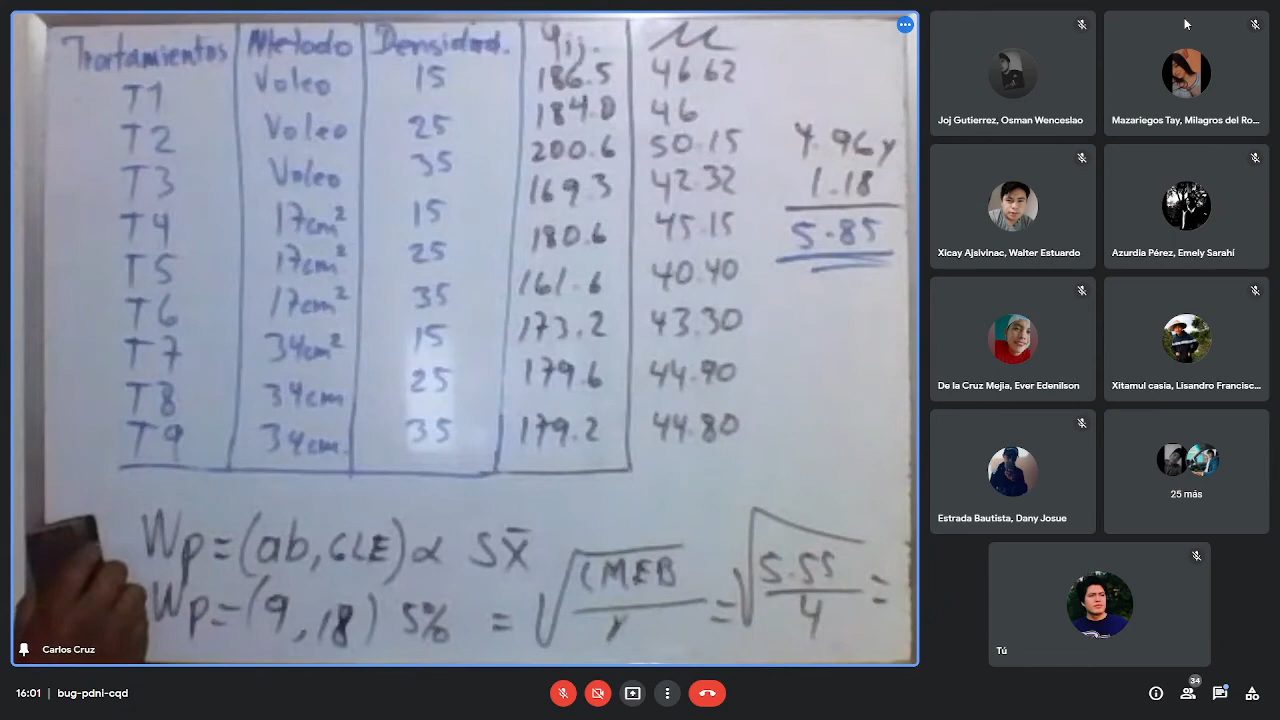 Tratamientos Método Densidad. Yij. M
T1 Voleo 15 186.5 46.62
T2 Voleo 25 184.0 46
T3 Voleo 35 200.6 50.15
T4 17cm² 15 169.3 42.32
T5 17cm² 25 180.6 45.15
T6 17cm² 35 161.6 40.40
T7 34cm² 15 173.2 43.30
T8 34cm 25 179.6 44.90
T9 34cm. 35 179.2 44.80
4.96 y
1.18
5.85
Wp=(ab, GLE)∝ SX̄ = √CMEB/r = √5.55/4 =
Wp=(9,18) 5%
Carlos Cruz
Joj Gutierrez, Osman Wenceslao
Mazariegos Tay, Milagros del Ro...
Xicay Ajsivinac, Walter Estuardo
Azurdia Pérez, Emely Sarahí
De la Cruz Mejia, Ever Edenilson
Xitamul casia, Lisandro Francisc...
Estrada Bautista, Dany Josue
25 más
Tú
16:01 | bug-pdnl-cqd
34